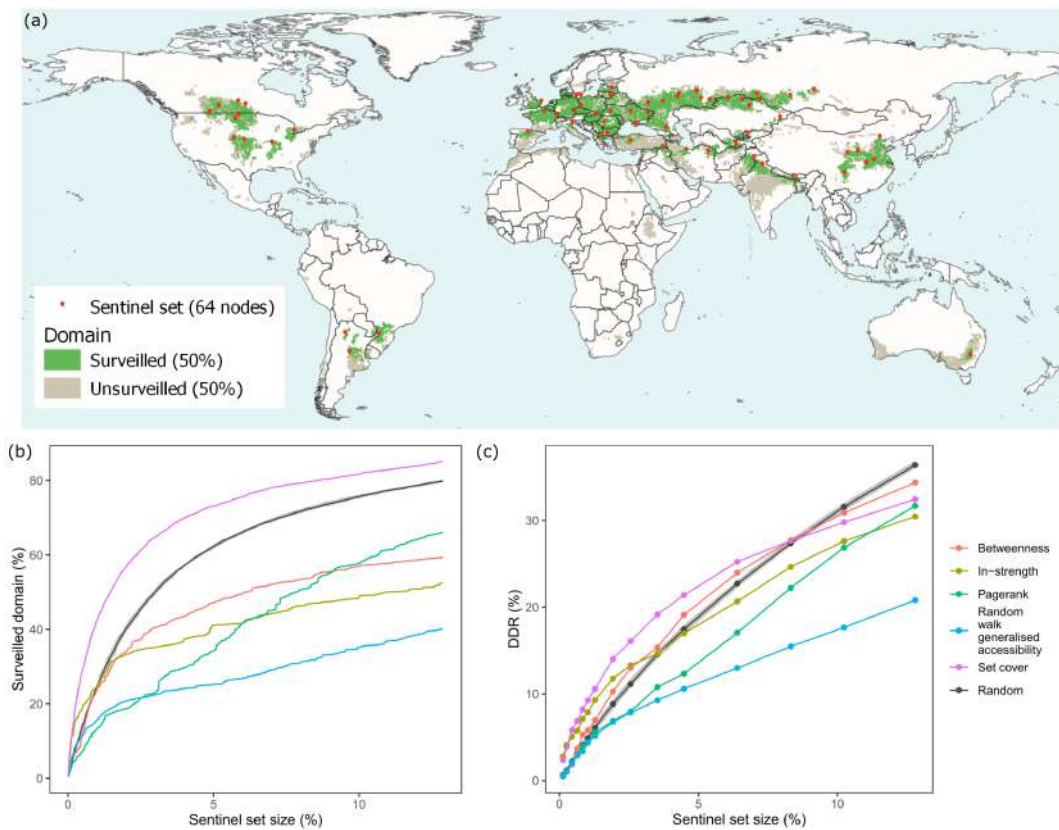 (a)
Sentinel set (64 nodes)
Domain
Surveilled (50%)
Unsurveilled (50%)
(b)
Surveilled domain (%)
80
60
40
20
0
0
5
10
Sentinel set size (%)
(c)
DDR (%)
30
20
10
0
0
5
10
Sentinel set size (%)
Betweenness
In−strength
Pagerank
Random
walk
generalised
accessibility
Set cover
Random